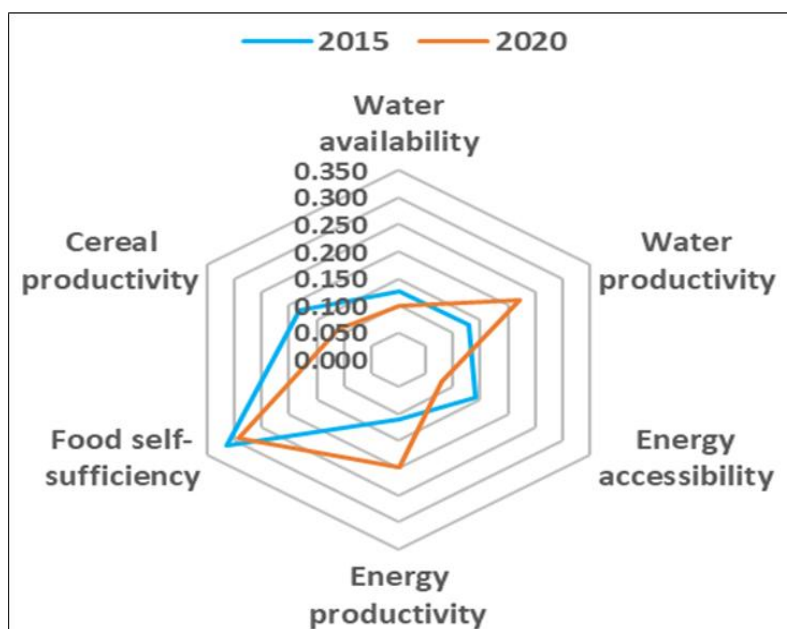 2015 2020
Water
availability
0.350
0.300
0.250
0.200
0.150
0.100
0.050
0.000
Cereal
productivity
Water
productivity
Food self-
sufficiency
Energy
accessibility
Energy
productivity